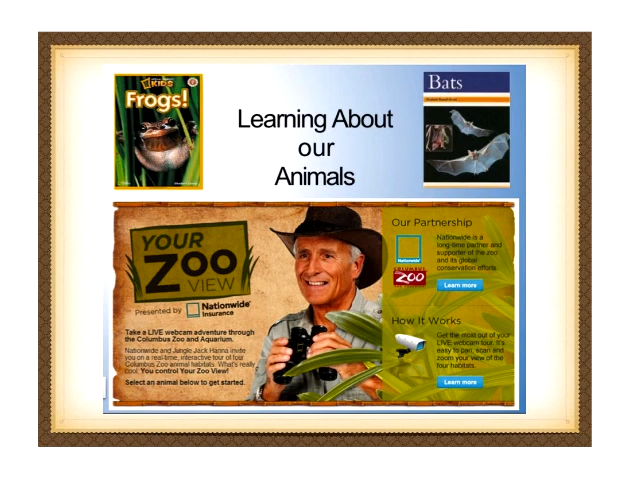 KIDS
Frogs!
Bats
Learning About
our
Animals
YOUR
ZOO
VIEW
Presented by Nationwide®
Insurance
Take a LIVE webcam adventure through
the Columbus Zoo and Aquarium.
Nationwide and Jungle Jack Hanna invite
you on a real-time, interactive tour of four
Columbus Zoo animal habitats. What's really
cool: You control Your Zoo View!
Select an animal below to get started.
Our Partnership
Nationwide®
ZOO
Nationwide is a
long-time partner and
supporter of the zoo
and its global
conservation efforts.
Learn more
How It Works
Get the most out of your
LIVE webcam tour. It's
easy to pan, scan and
zoom your view of the
four habitats.
Learn more